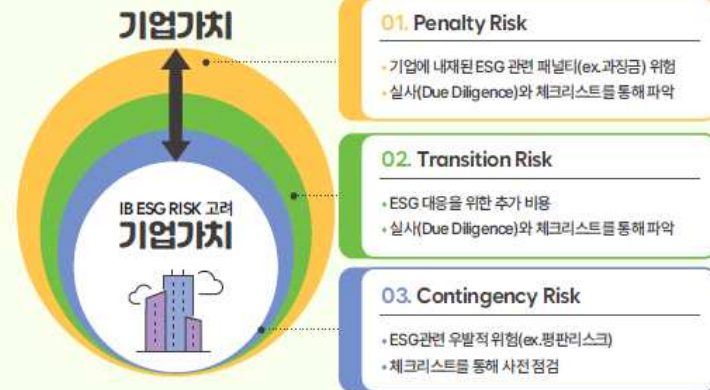 기업가치
IB ESG RISK 고려
기업가치
01. Penalty Risk
• 기업에 내재된 ESG 관련 패널티(ex.과징금) 위험
• 실사(Due Diligence)와 체크리스트를 통해 파악
02. Transition Risk
• ESG 대응을 위한 추가 비용
• 실사(Due Diligence)와 체크리스트를 통해 파악
03. Contingency Risk
• ESG관련 우발적 위험(ex.평판리스크)
• 체크리스트를 통해 사전 점검